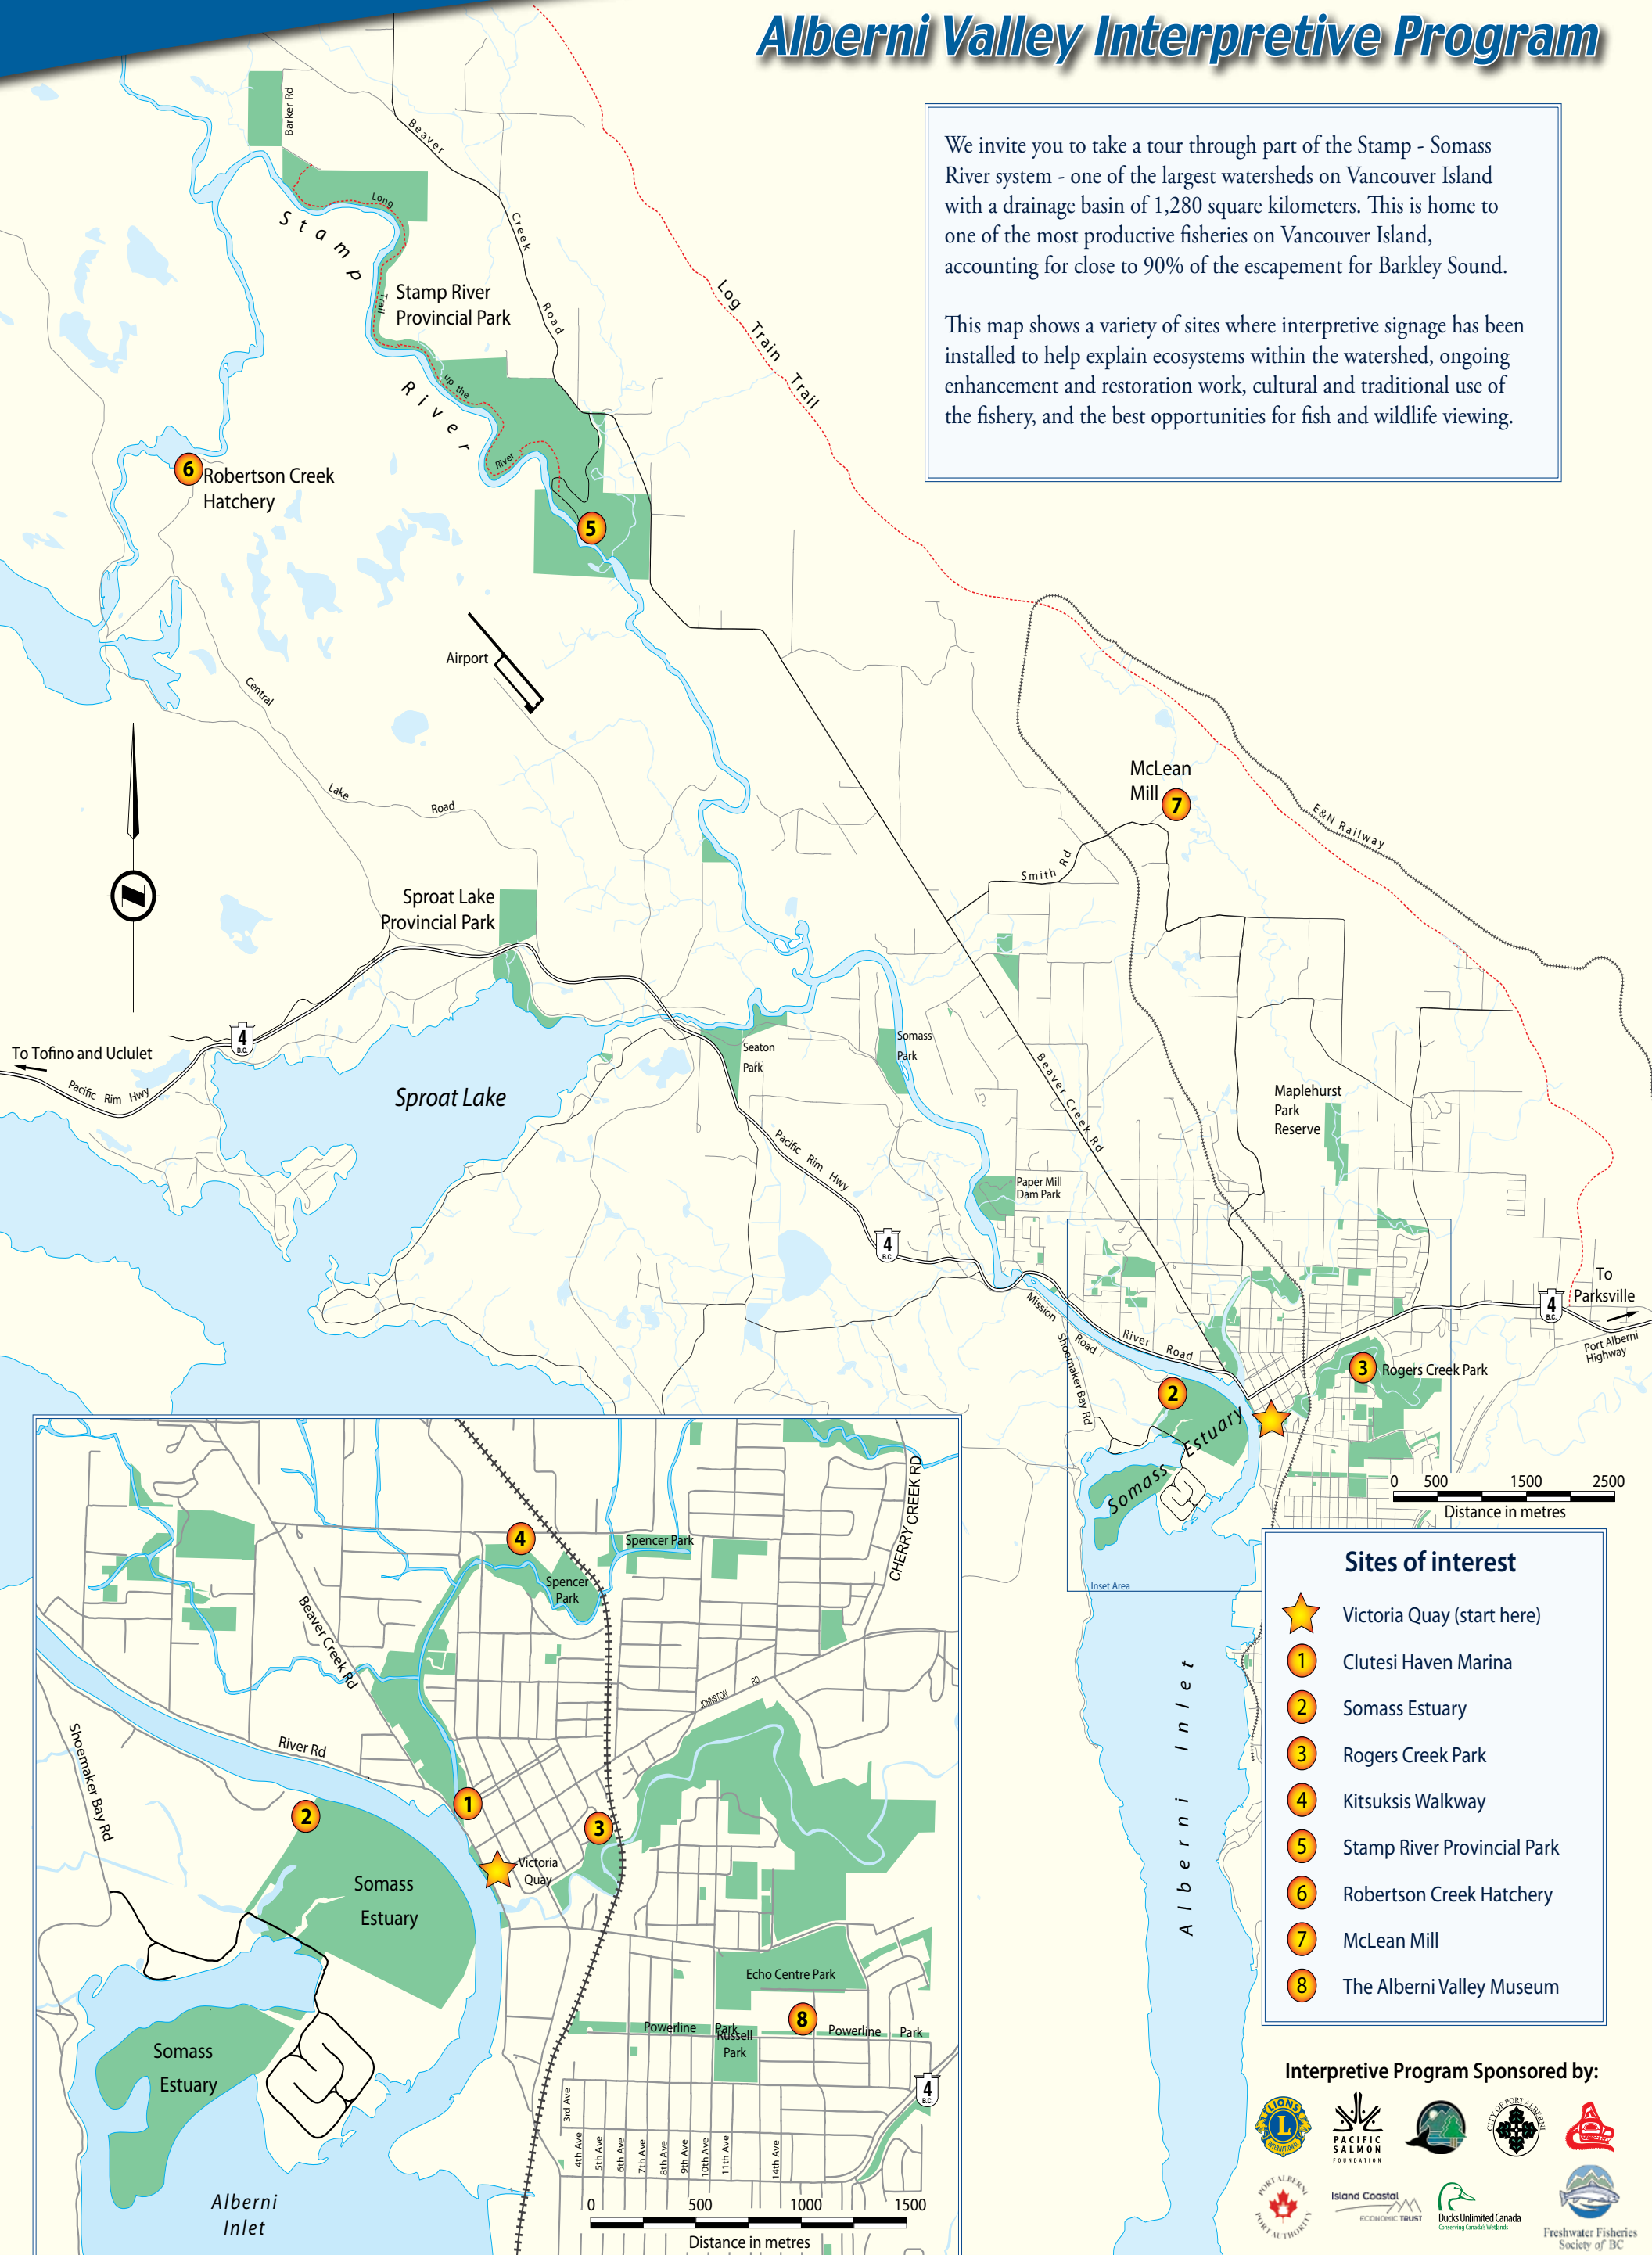 Alberni Valley Interpretive Program
We invite you to take a tour through part of the Stamp - Somass
River system - one of the largest watersheds on Vancouver Island
with a drainage basin of 1,280 square kilometers. This is home to
one of the most productive fisheries on Vancouver Island,
accounting for close to 90% of the escapement for Barkley Sound.
This map shows a variety of sites where interpretive signage has been
installed to help explain ecosystems within the watershed, ongoing
enhancement and restoration work, cultural and traditional use of
the fishery, and the best opportunities for fish and wildlife viewing.
Barker Rd
Beaver Creek Road
Long Trail up the River
Stamp River
Stamp River
Provincial Park
Log Train Trail
6
Robertson Creek
Hatchery
5
Airport
Central Lake Road
McLean
Mill
7
E&N Railway
Smith Rd
Sproat Lake
Provincial Park
4
B.C.
To Tofino and Ucluelet
Pacific Rim Hwy
Sproat Lake
Seaton
Park
Somass
Park
Beaver Creek Rd
Maplehurst
Park
Reserve
Pacific Rim Hwy
Paper Mill
Dam Park
4
B.C.
To
Parksville
4
B.C.
Port Alberni
Highway
Mission Road
River Road
Shoemaker Bay Rd
3
Rogers Creek Park
2
Somass Estuary
0 500 1500 2500
Distance in metres
Inset Area
Alberni Inlet
CHERRY CREEK RD
4
Spencer Park
Spencer
Park
Beaver Creek Rd
JOHNSTON RD
Shoemaker Bay Rd
River Rd
1
2
3
Victoria
Quay
Somass
Estuary
Echo Centre Park
8
Powerline Park
Russell
Park
Powerline Park
Somass
Estuary
4
B.C.
3rd Ave
4th Ave
5th Ave
6th Ave
7th Ave
8th Ave
9th Ave
10th Ave
11th Ave
14th Ave
Alberni
Inlet
0 500 1000 1500
Distance in metres
Sites of interest
Victoria Quay (start here)
1 Clutesi Haven Marina
2 Somass Estuary
3 Rogers Creek Park
4 Kitsuksis Walkway
5 Stamp River Provincial Park
6 Robertson Creek Hatchery
7 McLean Mill
8 The Alberni Valley Museum
Interpretive Program Sponsored by:
LIONS
L
INTERNATIONAL
PACIFIC
SALMON
FOUNDATION
CITY OF PORT ALBERNI
PORT ALBERNI
PORT AUTHORITY
Island Coastal
ECONOMIC TRUST
Ducks Unlimited Canada
Conserving Canada's Wetlands
Freshwater Fisheries
Society of BC